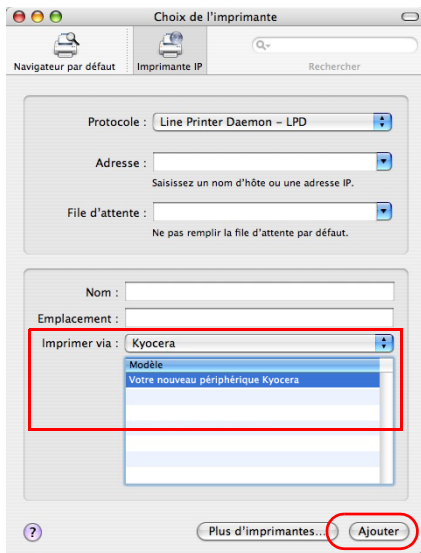 Choix de l'imprimante
Navigateur par défaut
Imprimante IP
Rechercher
Protocole : Line Printer Daemon – LPD
Adresse :
Saisissez un nom d'hôte ou une adresse IP.
File d'attente :
Ne pas remplir la file d'attente par défaut.
Nom :
Emplacement :
Imprimer via : Kyocera
Modèle
Votre nouveau périphérique Kyocera
? Plus d'imprimantes... Ajouter